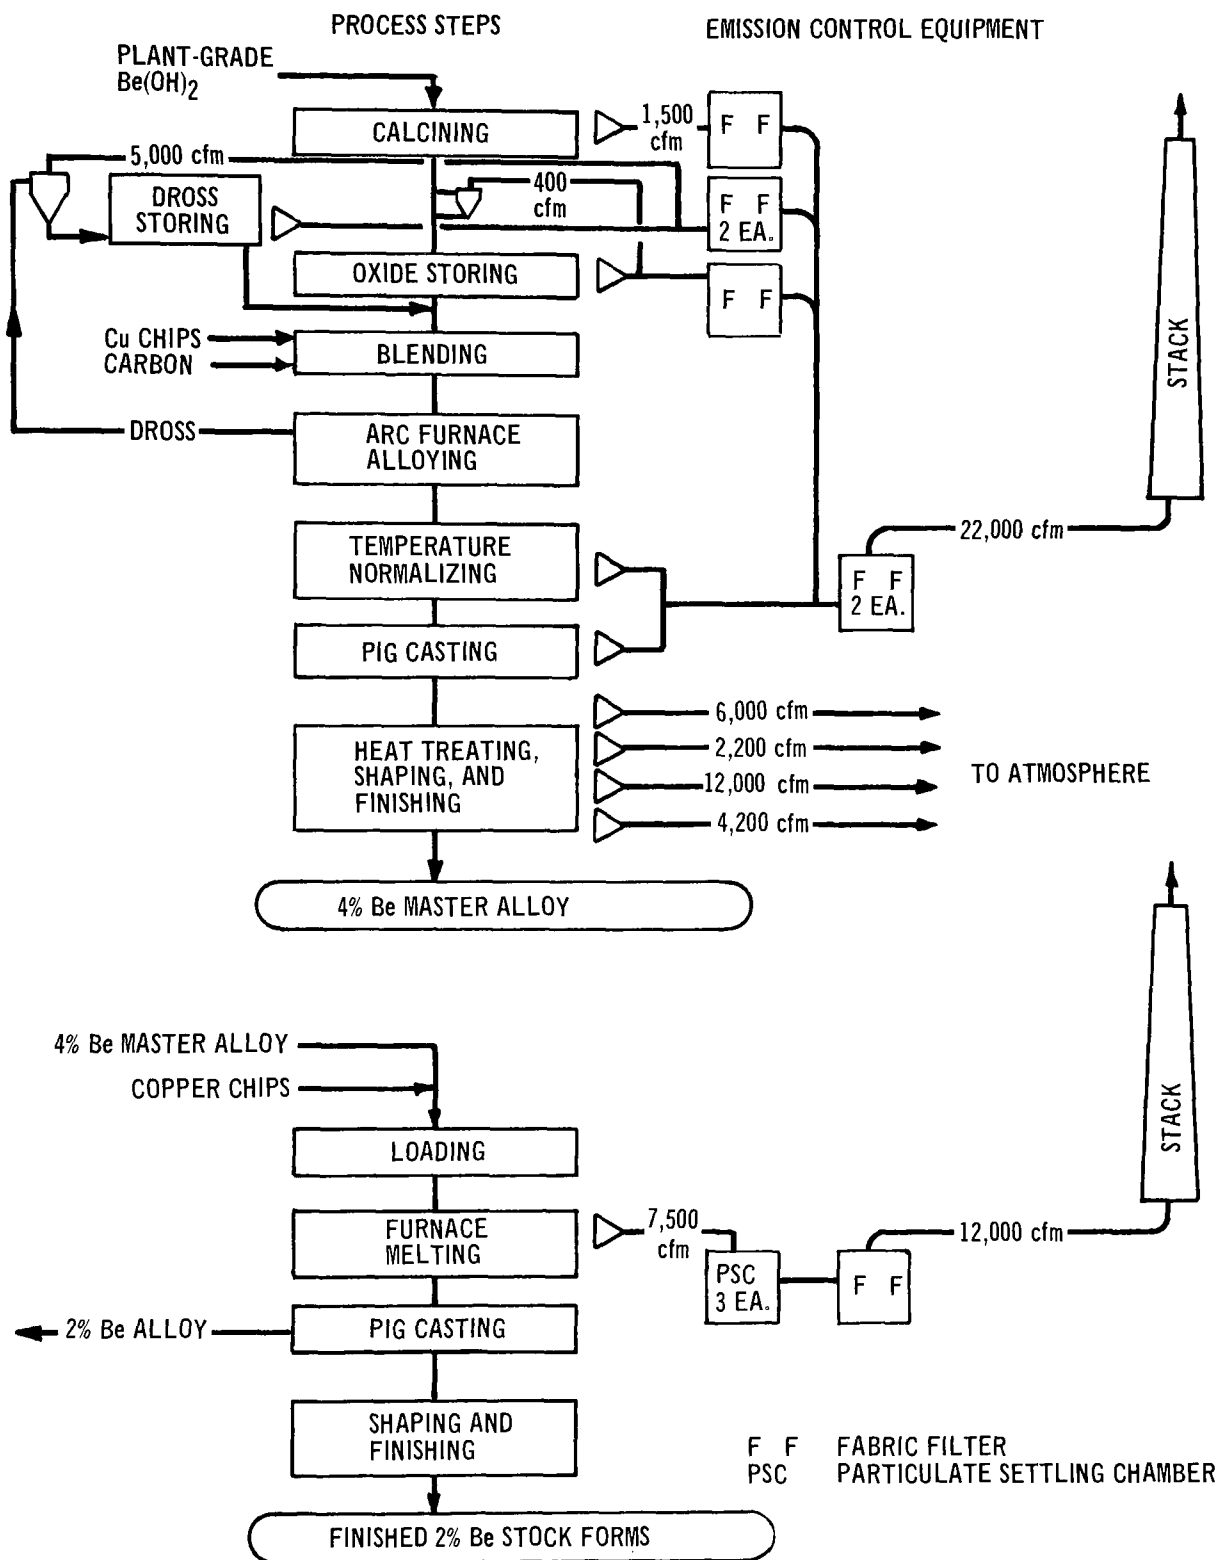 PROCESS STEPS
EMISSION CONTROL EQUIPMENT
PLANT-GRADE
Be(OH)2
CALCINING
1,500
cfm
F F
5,000 cfm
DROSS
STORING
400
cfm
F F
2 EA.
OXIDE STORING
F F
Cu CHIPS
CARBON
BLENDING
STACK
DROSS
ARC FURNACE
ALLOYING
TEMPERATURE
NORMALIZING
22,000 cfm
F F
2 EA.
PIG CASTING
HEAT TREATING,
SHAPING, AND
FINISHING
6,000 cfm
2,200 cfm
12,000 cfm
4,200 cfm
TO ATMOSPHERE
4% Be MASTER ALLOY
4% Be MASTER ALLOY
COPPER CHIPS
LOADING
STACK
FURNACE
MELTING
7,500
cfm
PSC
3 EA.
F F
12,000 cfm
2% Be ALLOY
PIG CASTING
SHAPING AND
FINISHING
F F FABRIC FILTER
PSC PARTICULATE SETTLING CHAMBER
FINISHED 2% Be STOCK FORMS